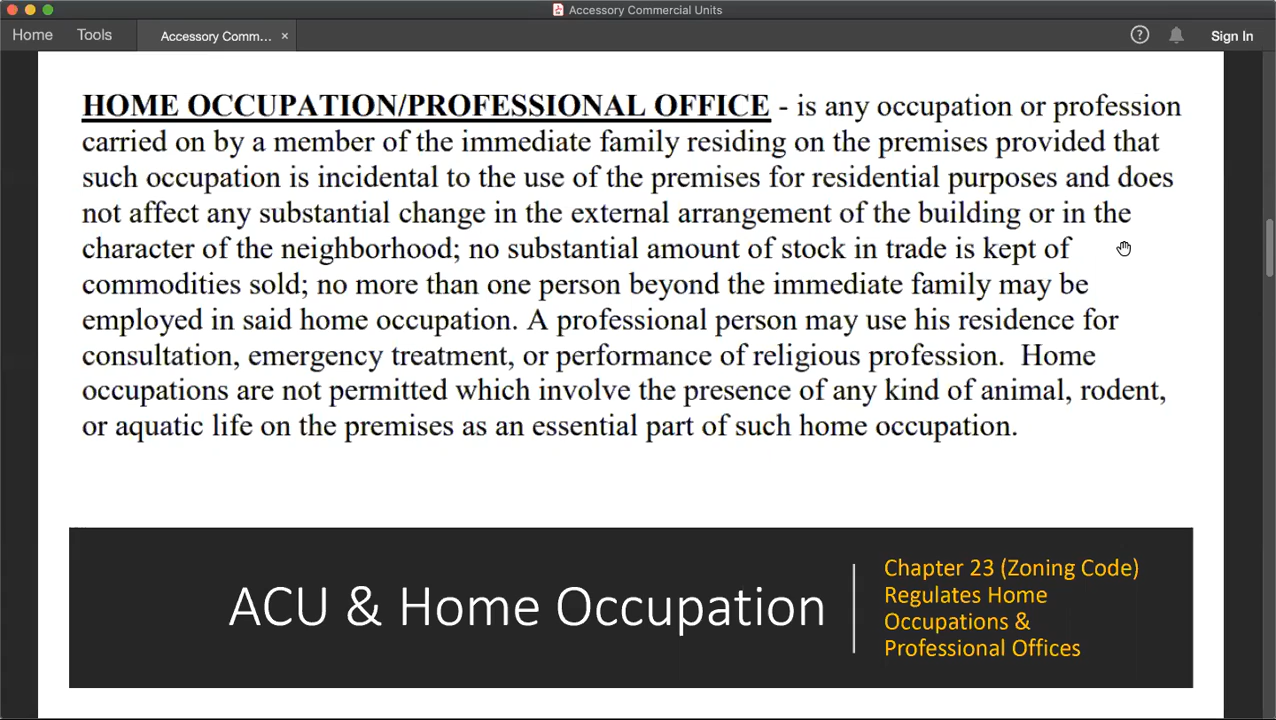 Accessory Commercial Units
Home Tools Accessory Comm... × Sign In
HOME OCCUPATION/PROFESSIONAL OFFICE - is any occupation or profession
carried on by a member of the immediate family residing on the premises provided that
such occupation is incidental to the use of the premises for residential purposes and does
not affect any substantial change in the external arrangement of the building or in the
character of the neighborhood; no substantial amount of stock in trade is kept of
commodities sold; no more than one person beyond the immediate family may be
employed in said home occupation. A professional person may use his residence for
consultation, emergency treatment, or performance of religious profession.  Home
occupations are not permitted which involve the presence of any kind of animal, rodent,
or aquatic life on the premises as an essential part of such home occupation.
ACU & Home Occupation
Chapter 23 (Zoning Code)
Regulates Home
Occupations &
Professional Offices